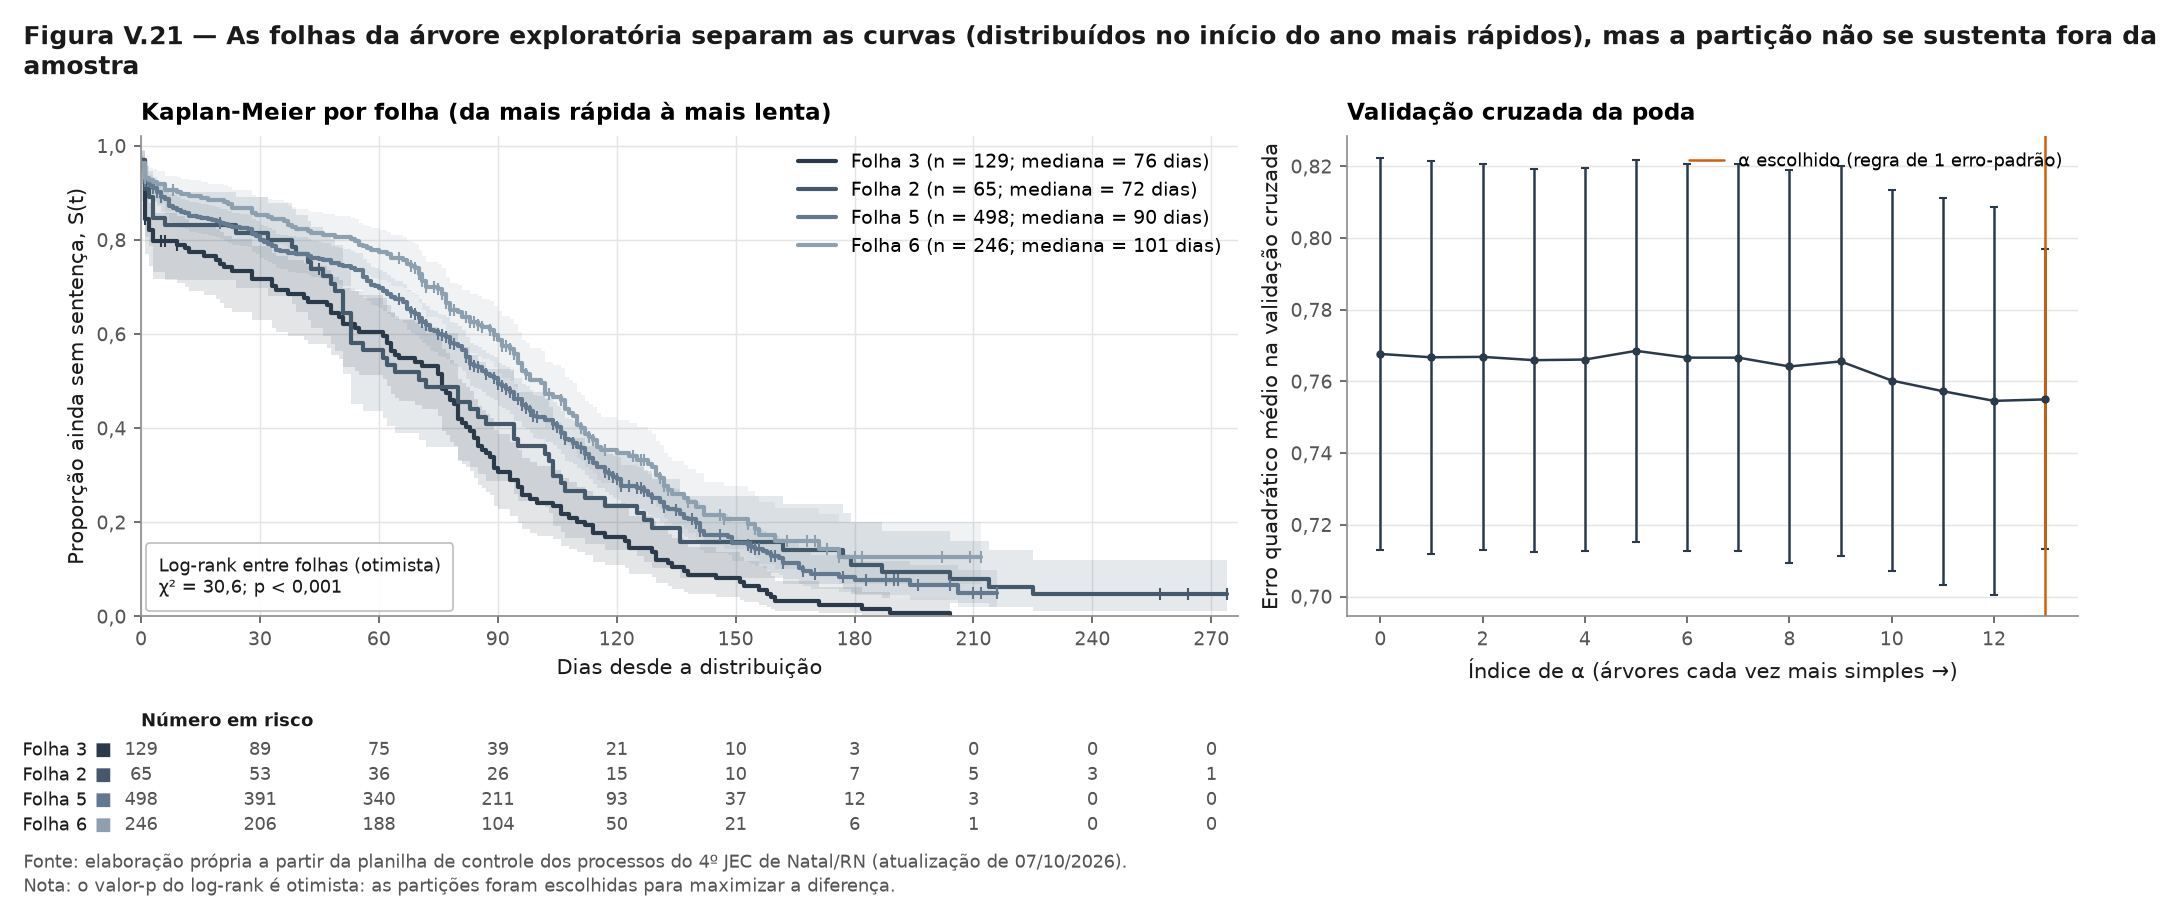 Figura V.21 — As folhas da árvore exploratória separam as curvas (distribuídos no início do ano mais rápidos), mas a partição não se sustenta fora da
amostra
Kaplan-Meier por folha (da mais rápida à mais lenta)
Proporção ainda sem sentença, S(t)
1,0
0,8
0,6
0,4
0,2
0,0
Folha 3 (n = 129; mediana = 76 dias)
Folha 2 (n = 65; mediana = 72 dias)
Folha 5 (n = 498; mediana = 90 dias)
Folha 6 (n = 246; mediana = 101 dias)
Log-rank entre folhas (otimista)
χ² = 30,6; p < 0,001
0 30 60 90 120 150 180 210 240 270
Dias desde a distribuição
Validação cruzada da poda
Erro quadrático médio na validação cruzada
0,82
0,80
0,78
0,76
0,74
0,72
0,70
α escolhido (regra de 1 erro-padrão)
0 2 4 6 8 10 12
Índice de α (árvores cada vez mais simples →)
Número em risco
Folha 3 129 89 75 39 21 10 3 0 0 0
Folha 2 65 53 36 26 15 10 7 5 3 1
Folha 5 498 391 340 211 93 37 12 3 0 0
Folha 6 246 206 188 104 50 21 6 1 0 0
Fonte: elaboração própria a partir da planilha de controle dos processos do 4º JEC de Natal/RN (atualização de 07/10/2026).
Nota: o valor-p do log-rank é otimista: as partições foram escolhidas para maximizar a diferença.